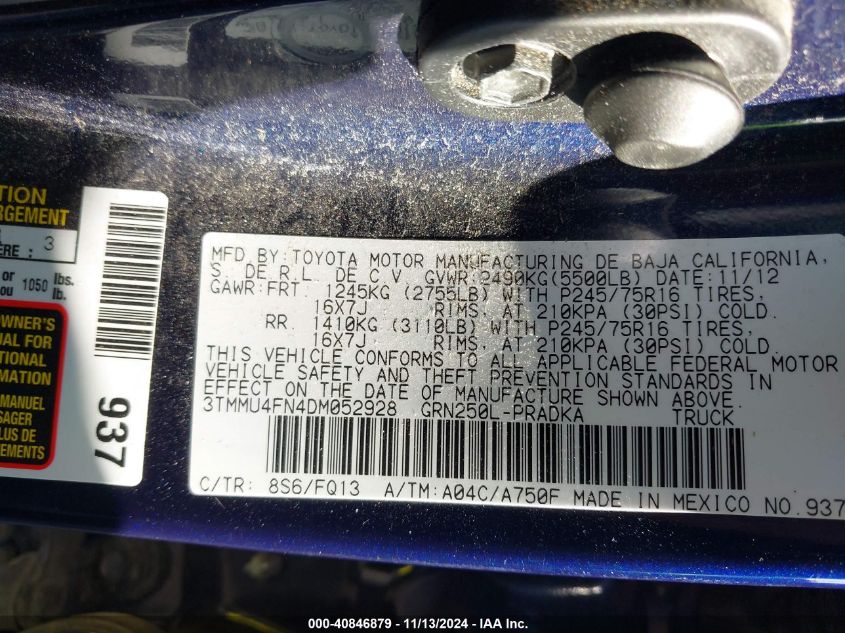 TION
RGEMENT
3
ERE :
or 1050 lbs.
ou lb.
OWNER'S
UAL FOR
TIONAL
RMATION
MANUEL
SAGER
LUS DE
EMENTS
937
MFD BY: TOYOTA MOTOR MANUFACTURING DE BAJA CALIFORNIA,
S. DE R.L. DE C.V. GVWR:2490KG(5500LB) DATE:11/12
GAWR:FRT. 1245KG (2755LB) WITH P245/75R16 TIRES,
16X7J RIMS, AT 210KPA (30PSI) COLD.
RR. 1410KG (3110LB) WITH P245/75R16 TIRES,
16X7J RIMS, AT 210KPA (30PSI) COLD.
THIS VEHICLE CONFORMS TO ALL APPLICABLE FEDERAL MOTOR
VEHICLE SAFETY AND THEFT PREVENTION STANDARDS IN
EFFECT ON THE DATE OF MANUFACTURE SHOWN ABOVE.
3TMMU4FN4DM052928 GRN250L-PRADKA TRUCK
C/TR: 8S6/FQ13 A/TM:A04C/A750F MADE IN MEXICO NO.937
000-40846879 - 11/13/2024 - IAA Inc.